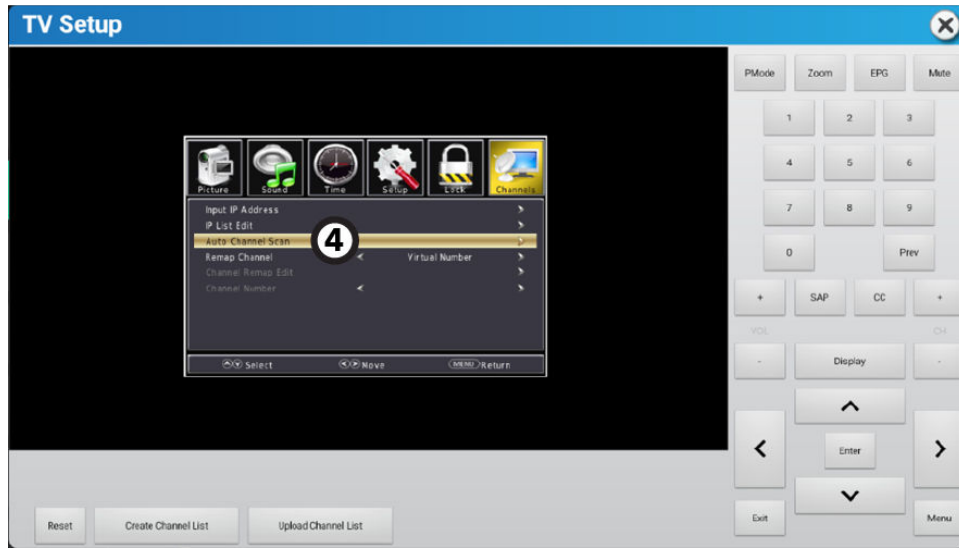 TV Setup
PMode Zoom EPG Mute
1 2 3
4 5 6
7 8 9
0 Prev
+ SAP CC +
VOL CH
- Display -
Enter
Exit Menu
Picture Sound Time Setup Lock Channels
Input IP Address
IP List Edit
Auto Channel Scan
4
Remap Channel Virtual Number
Channel Remap Edit
Channel Number
Select Move MENU Return
Reset Create Channel List Upload Channel List